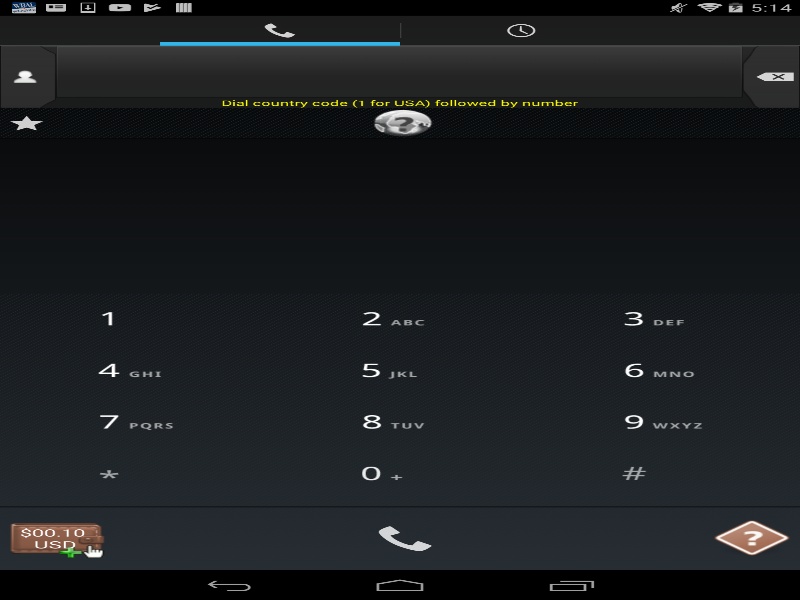 5:14
Dial country code (1 for USA) followed by number
1
2 ABC
3 DEF
4 GHI
5 JKL
6 MNO
7 PQRS
8 TUV
9 WXYZ
*
0 +
#
$00.10
USD
?